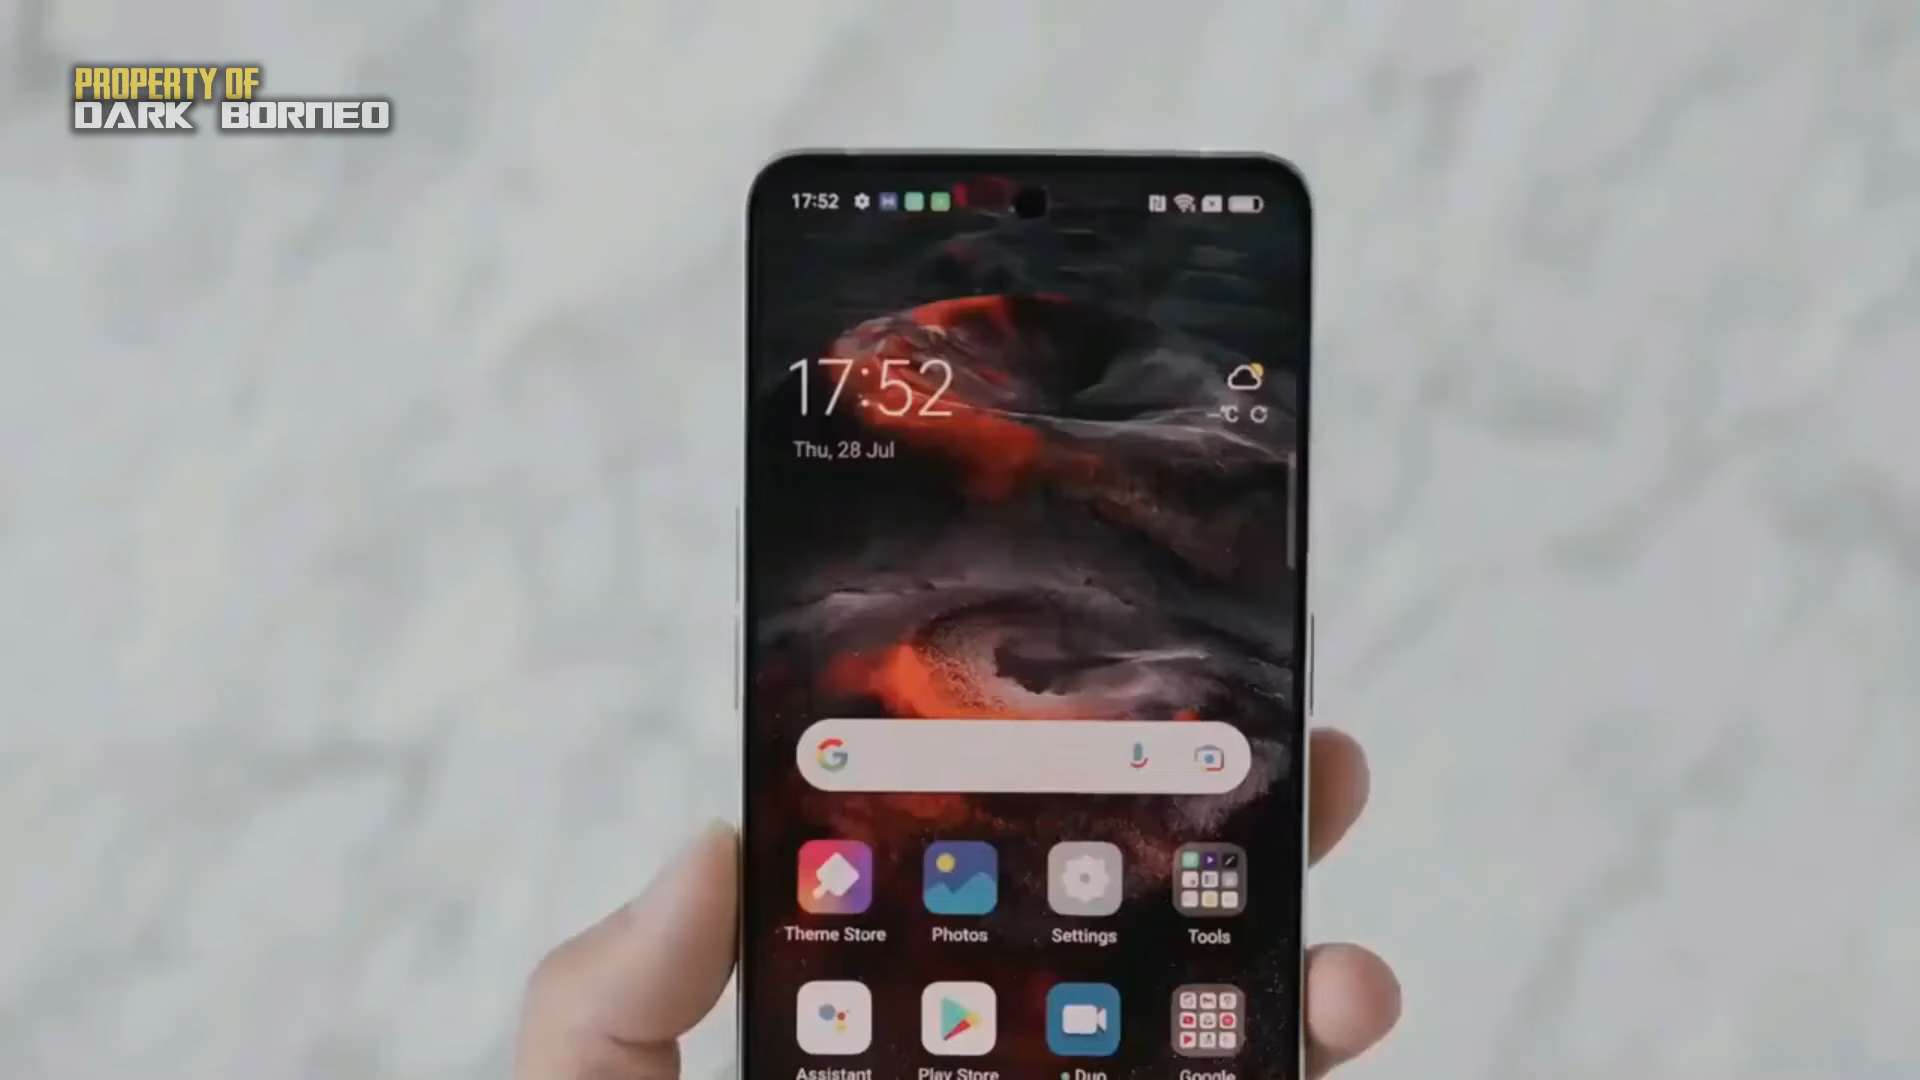 PROPERTY OF
DARK BORNEO
17:52
17:52
°C
Thu, 28 Jul
Theme Store
Photos
Settings
Tools
Assistant
Play Store
Duo
Google